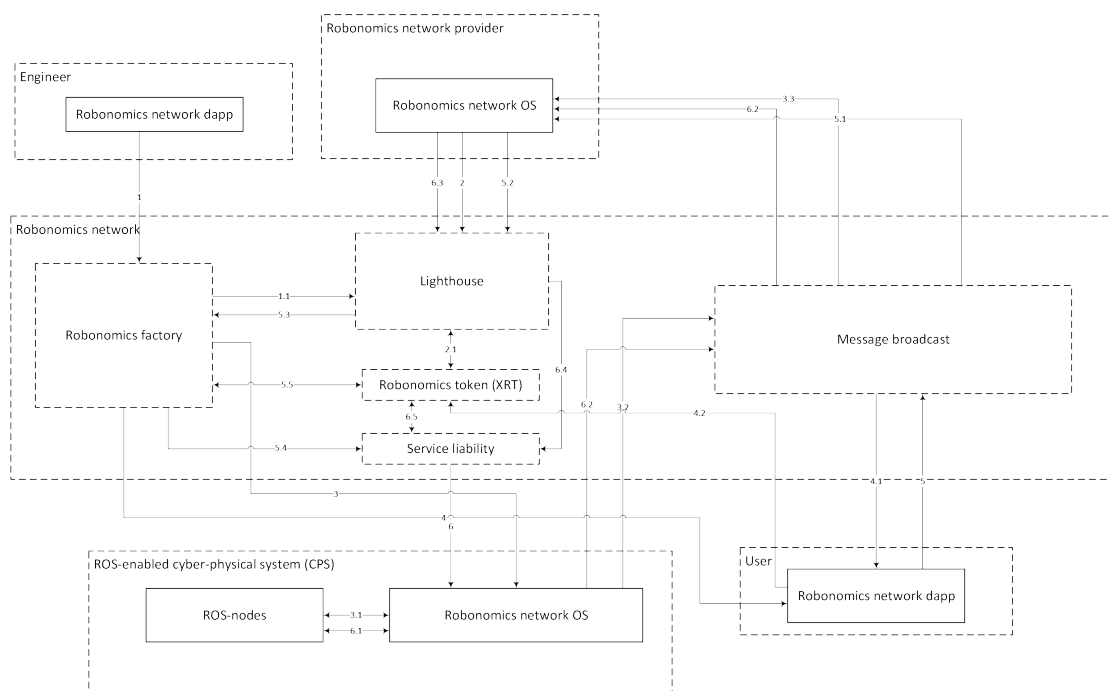 Robonomics network provider
Engineer
Robonomics network dapp
Robonomics network OS
3.3
6.2
5.1
6.3
2
5.2
1
Robonomics network
Lighthouse
Robonomics factory
1.1
5.3
Message broadcast
2.1
6.4
5.5
Robonomics token (XRT)
6.5
6.2
3.2
4.2
5.4
Service liability
4.1
5
3
4
6
ROS-enabled cyber-physical system (CPS)
User
ROS-nodes
3.1
6.1
Robonomics network OS
Robonomics network dapp